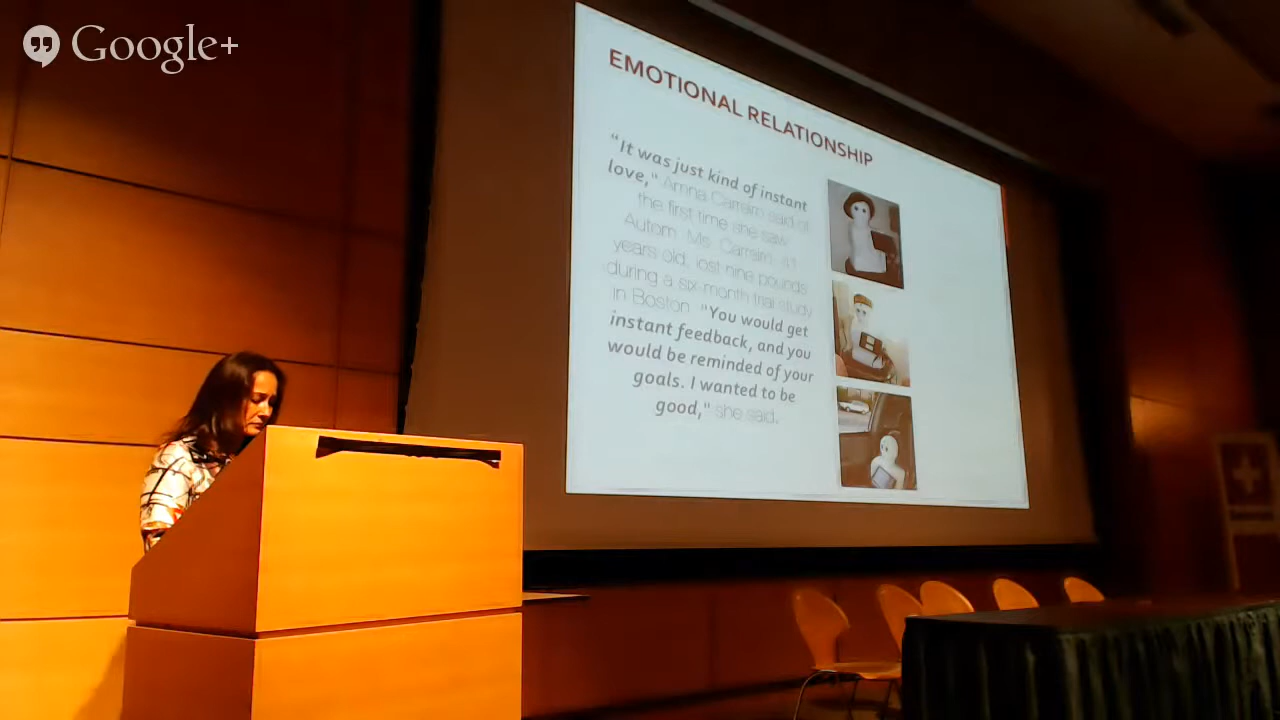 Google+
EMOTIONAL RELATIONSHIP
"It was just kind of instant
love," Amna Carreiro said of
the first time she saw
Autom. Ms. Carreiro, 41
years old, lost nine pounds
during a six-month trial study
in Boston. "You would get
instant feedback, and you
would be reminded of your
goals. I wanted to be
good," she said.